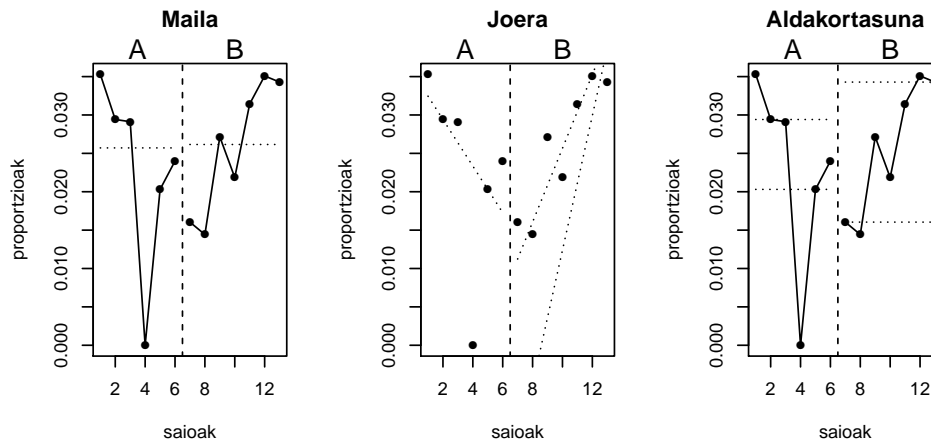 Maila
A B
proportzioak
0.000 0.010 0.020 0.030
2 4 6 8 12
saioak
Joera
A B
proportzioak
0.000 0.010 0.020 0.030
2 4 6 8 12
saioak
Aldakortasuna
A B
proportzioak
0.000 0.010 0.020 0.030
2 4 6 8 12
saioak